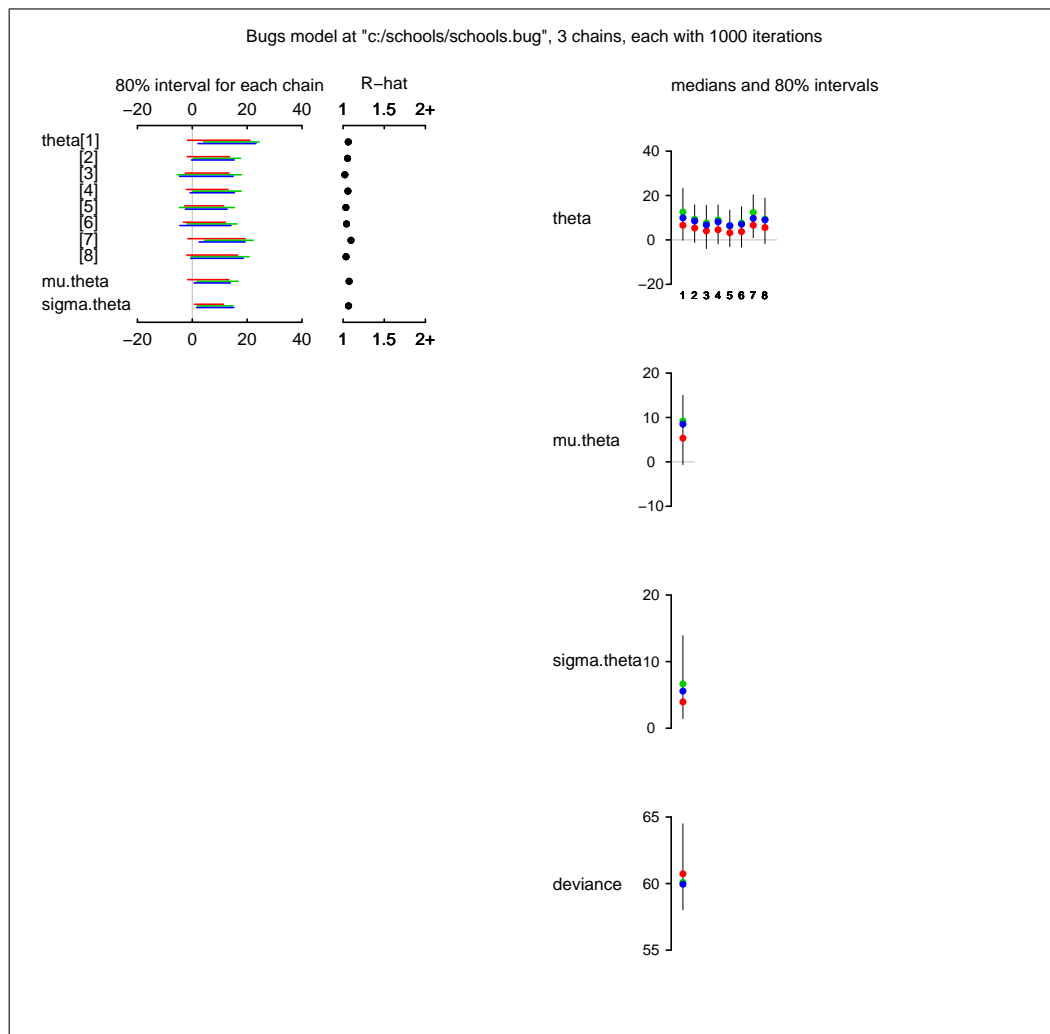 Bugs model at "c:/schools/schools.bug", 3 chains, each with 1000 iterations
80% interval for each chain R−hat
−20 0 20 40 1 1.5 2+
theta[1]
[2]
[3]
[4]
[5]
[6]
[7]
[8]
mu.theta
sigma.theta
−20 0 20 40 1 1.5 2+
medians and 80% intervals
40
20
theta
0
−20
1 2 3 4 5 6 7 8
20
10
mu.theta
0
−10
20
sigma.theta 10
0
65
deviance 60
55